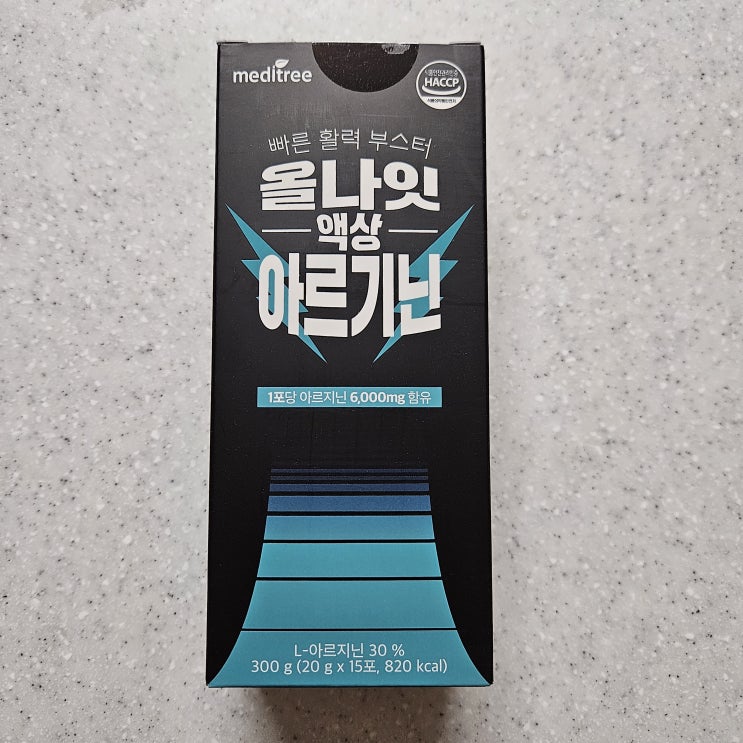 meditree
HACCP
빠른 활력 부스터
올나잇
액상
아르기닌
1포당 아르지닌 6,000mg 함유
L-아르지닌 30 %
300 g (20 g x 15포, 820 kcal)